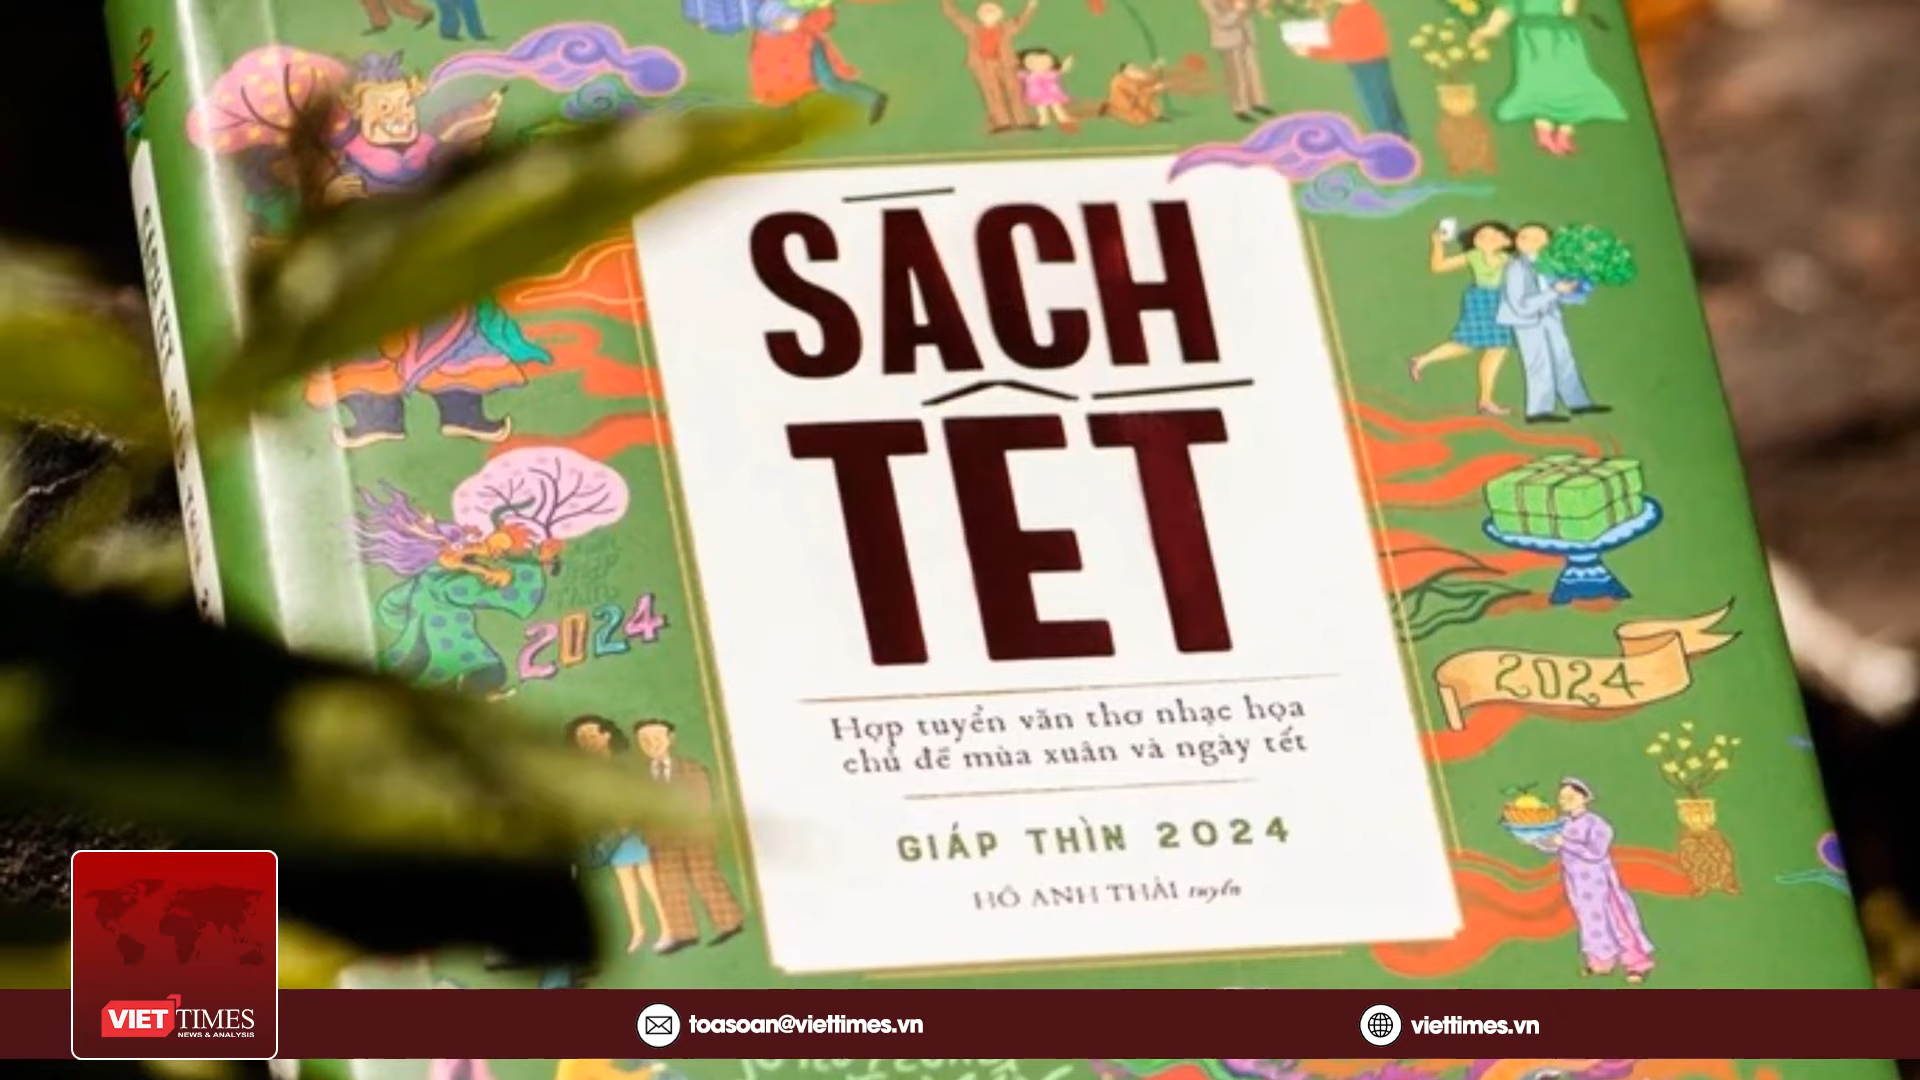 SÁCH
TẾT
Hợp tuyển văn thơ nhạc họa
chủ đề mùa xuân và ngày tết
GIÁP THÌN 2024
HỒ ANH THÁI tuyển
2024
2024
VIETTIMES
NEWS & ANALYSIS
toasoan@viettimes.vn
viettimes.vn